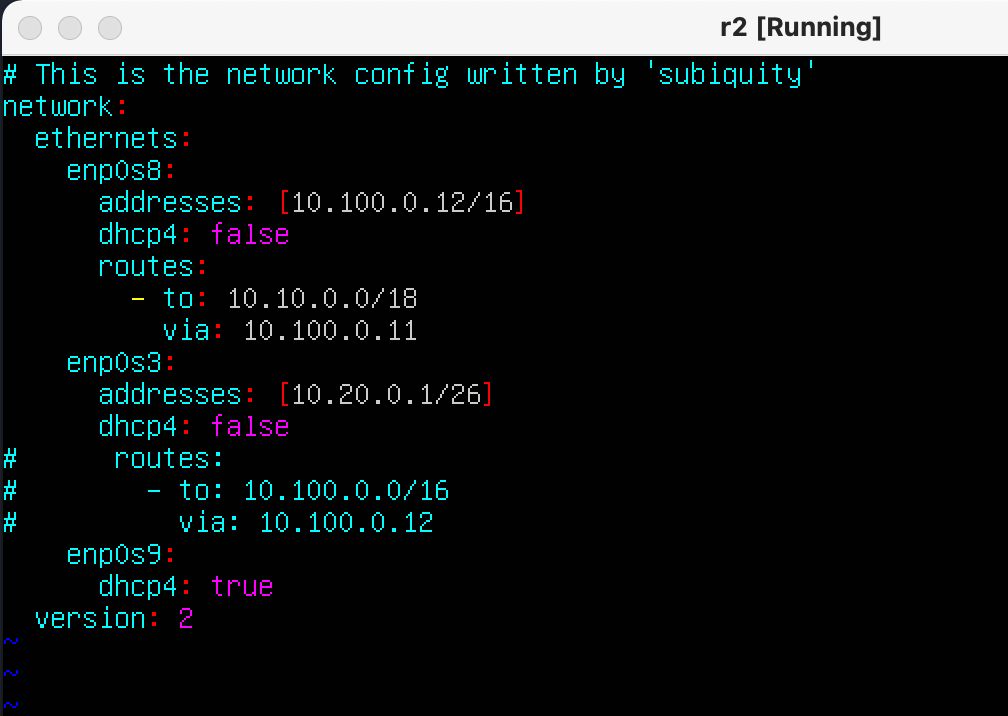 r2 [Running]
# This is the network config written by 'subiquity'
network:
  ethernets:
    enp0s8:
      addresses: [10.100.0.12/16]
      dhcp4: false
      routes:
        - to: 10.10.0.0/18
          via: 10.100.0.11
    enp0s3:
      addresses: [10.20.0.1/26]
      dhcp4: false
#      routes:
#        - to: 10.100.0.0/16
#          via: 10.100.0.12
    enp0s9:
      dhcp4: true
  version: 2
~
~
~